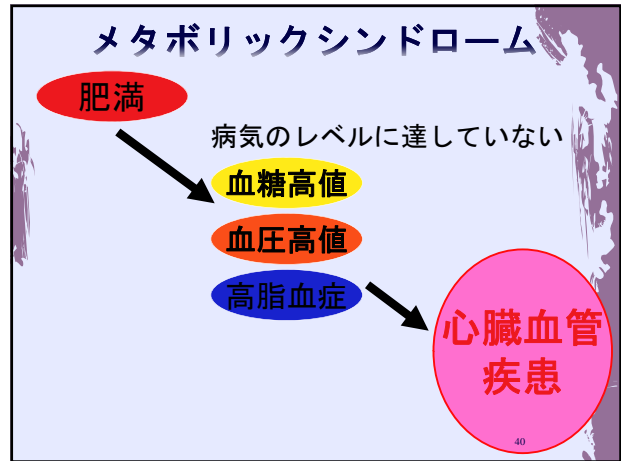 メタボリックシンドローム
肥満
病気のレベルに達していない
血糖高値
血圧高値
高脂血症
心臓血管
疾患
40